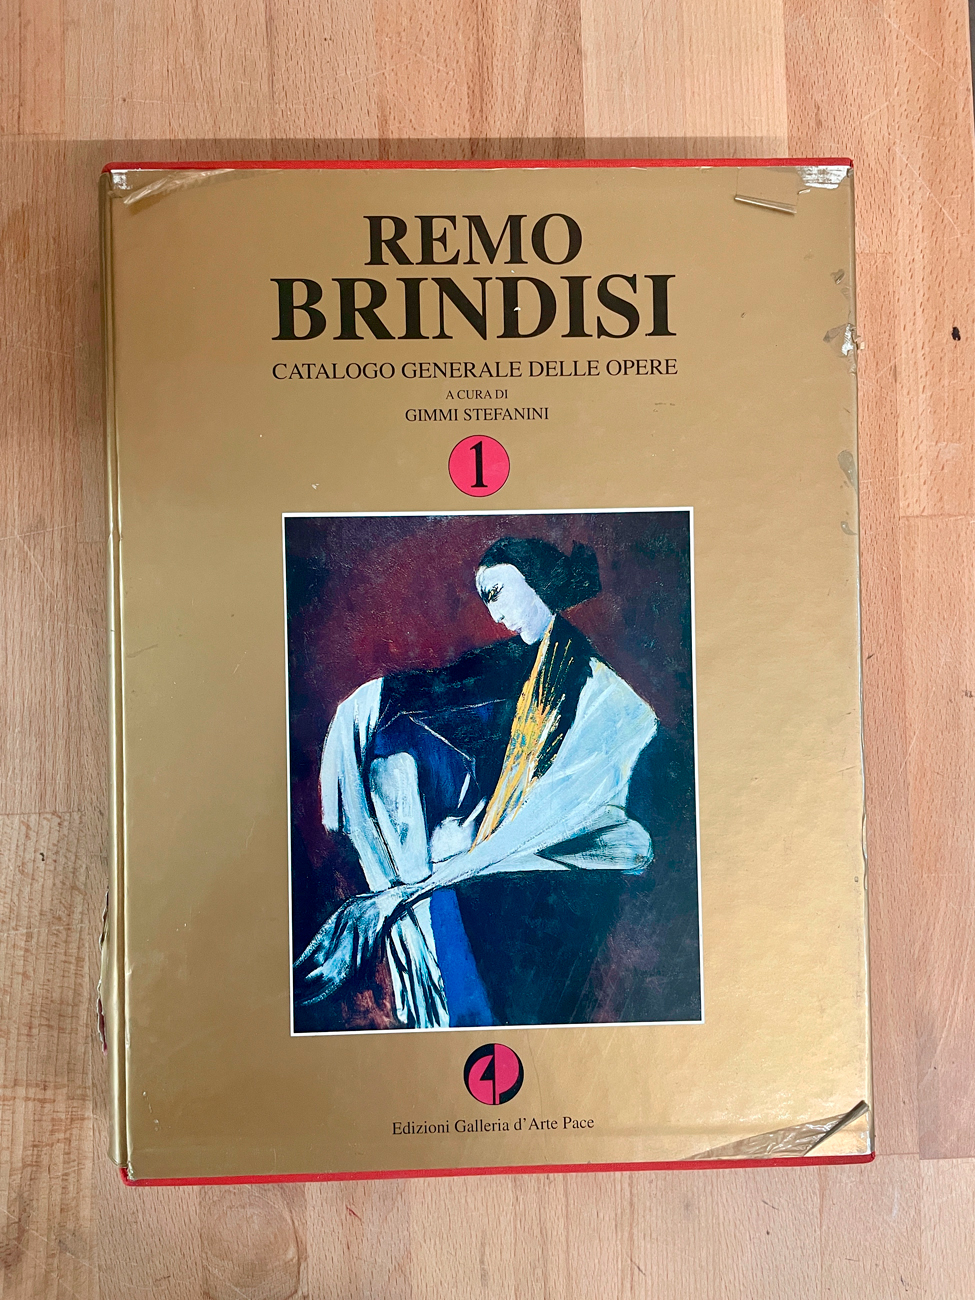 REMO
BRINDISI
CATALOGO GENERALE DELLE OPERE
A CURA DI
GIMMI STEFANINI
1
Edizioni Galleria d'Arte Pace